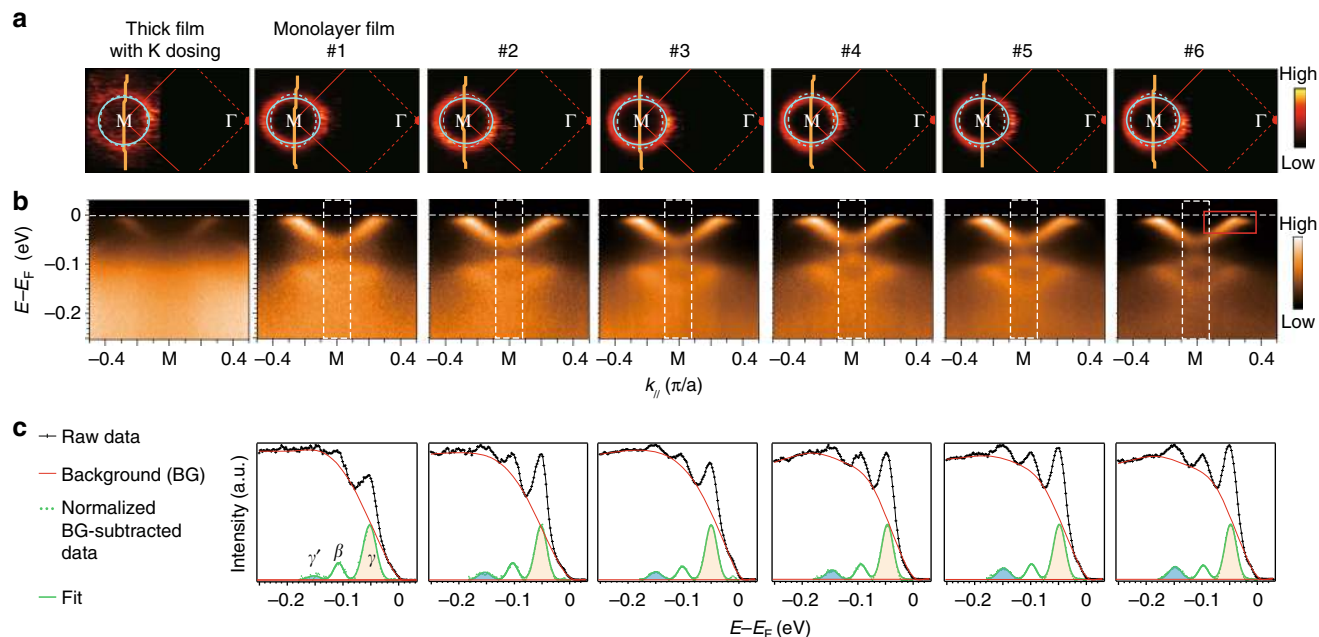 a
Thick film
with K dosing
Monolayer film
#1
#2
#3
#4
#5
#6
M Γ
M Γ
M Γ
M Γ
M Γ
M Γ
M Γ
High
Low
b
E–E_F (eV)
0
–0.1
–0.2
–0.4 M 0.4
–0.4 M 0.4
–0.4 M 0.4
–0.4 M 0.4
–0.4 M 0.4
–0.4 M 0.4
–0.4 M 0.4
k_// (π/a)
High
Low
c
Raw data
Background (BG)
Normalized
BG-subtracted
data
Fit
Intensity (a.u.)
γ′ β γ
–0.2 –0.1 0
–0.2 –0.1 0
–0.2 –0.1 0
–0.2 –0.1 0
–0.2 –0.1 0
–0.2 –0.1 0
E–E_F (eV)